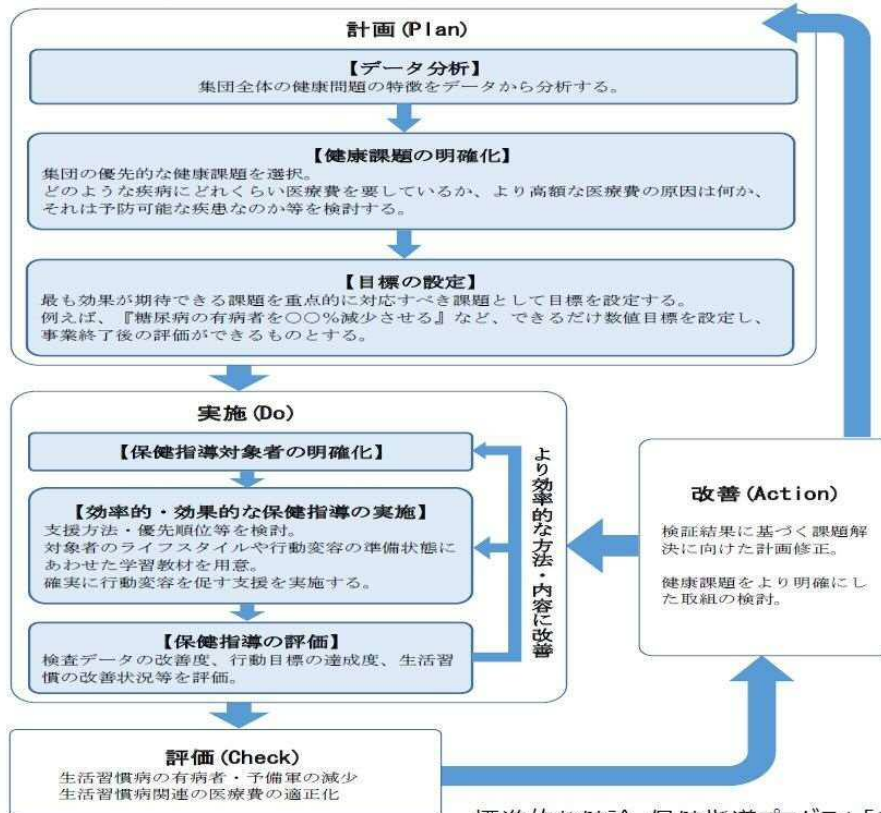 計画(Plan)
【データ分析】
集団全体の健康問題の特徴をデータから分析する。
【健康課題の明確化】
集団の優先的な健康課題を選択。
どのような疾病にどれくらい医療費を要しているか、より高額な医療費の原因は何か、
それは予防可能な疾患なのか等を検討する。
【目標の設定】
最も効果が期待できる課題を重点的に対応すべき課題として目標を設定する。
例えば、『糖尿病の有病者を○○%減少させる』など、できるだけ数値目標を設定し、
事業終了後の評価ができるものとする。
実施(Do)
【保健指導対象者の明確化】
【効率的・効果的な保健指導の実施】
支援方法・優先順位等を検討。
対象者のライフスタイルや行動変容の準備状態に
あわせた学習教材を用意。
確実に行動変容を促す支援を実施する。
【保健指導の評価】
検査データの改善度、行動目標の達成度、生活習
慣の改善状況等を評価。
より効率的な方法・内容に改善
改善(Action)
検証結果に基づく課題解
決に向けた計画修正。
健康課題をより明確にし
た取組の検討。
評価(Check)
生活習慣病の有病者・予備軍の減少
生活習慣病関連の医療費の適正化